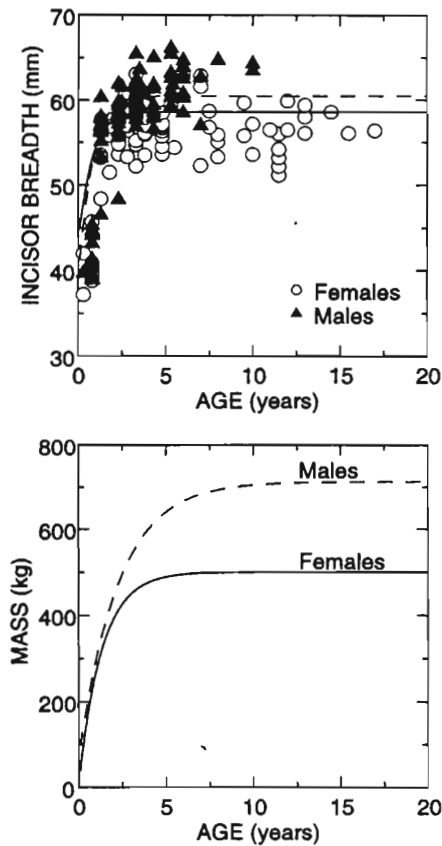 70
60
50
40
30
INCISOR BREADTH (mm)
Females
Males
0 5 10 15 20
AGE (years)
800
600
400
200
0
MASS (kg)
Males
Females
0 5 10 15 20
AGE (years)